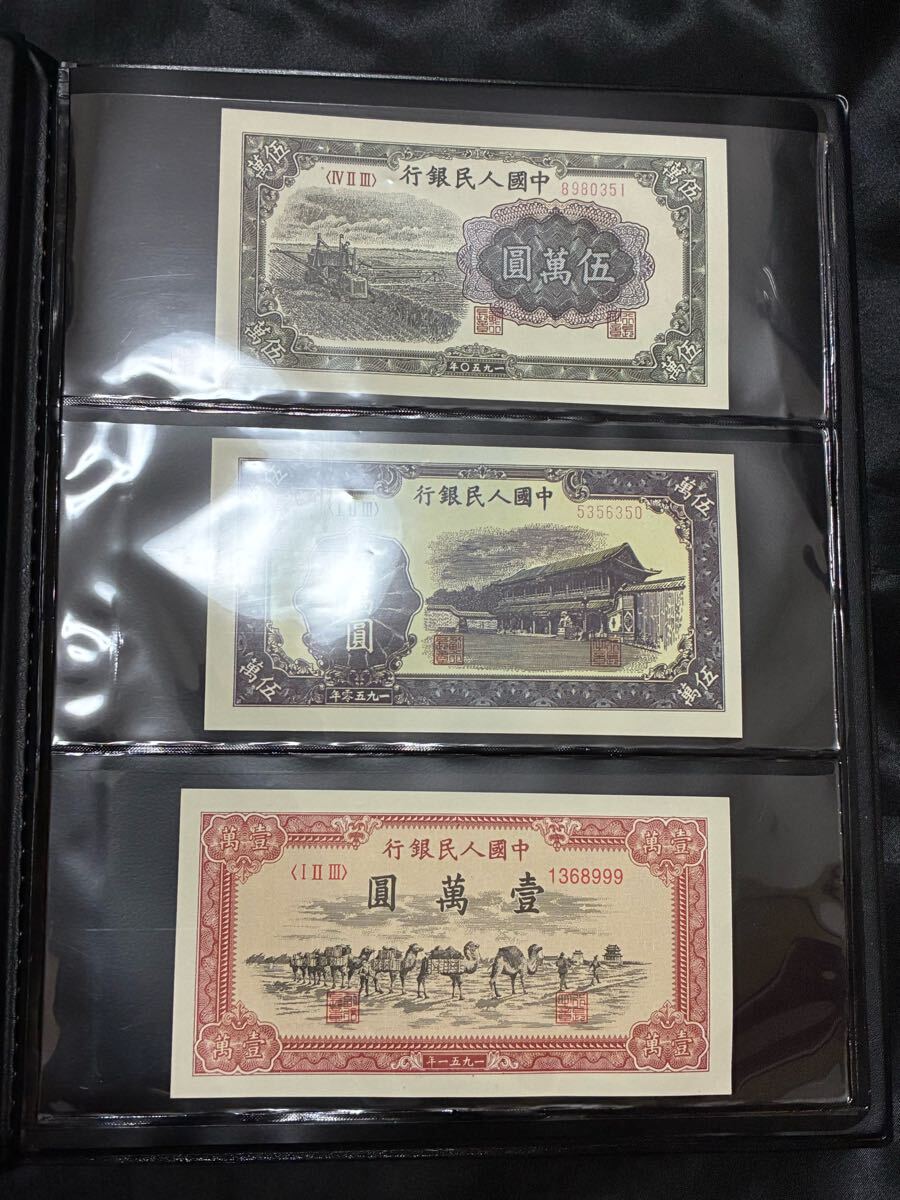 伍萬
伍萬
行銀民人國中
〈IV II III〉
8980351
圓萬伍
年〇五九一
萬伍
萬伍
萬伍
行銀民人國中
〈I II III〉
5356350
圓
年零五九一
萬伍
萬伍
萬壹
萬壹
行銀民人國中
〈I II III〉
1368999
圓萬壹
年一五九一
萬壹
萬壹